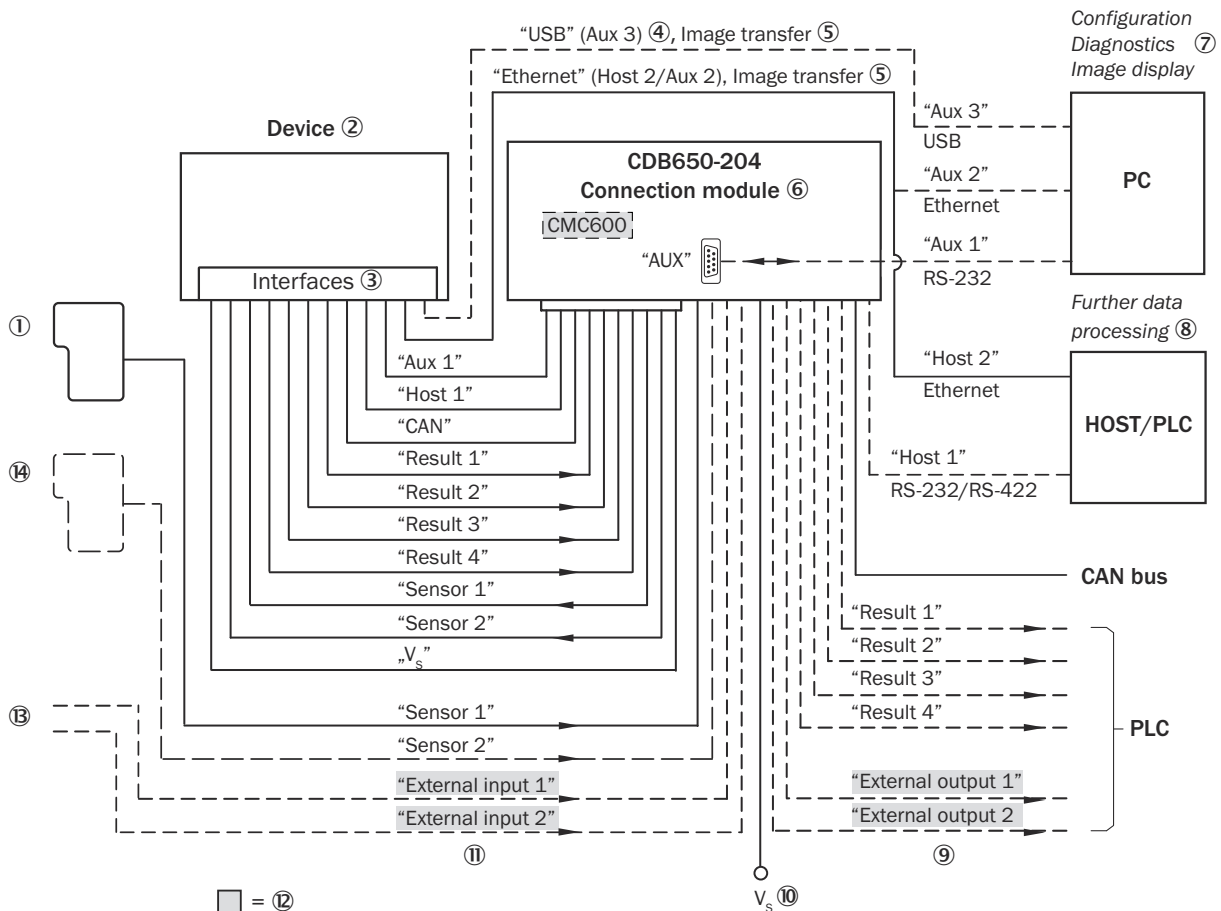 “USB” (Aux 3) ④, Image transfer ⑤
Configuration
Diagnostics ⑦
Image display
“Ethernet” (Host 2/Aux 2), Image transfer ⑤
Device ②
“Aux 3”
USB
CDB650-204
Connection module ⑥
“Aux 2”
Ethernet
PC
CMC600
“AUX”
“Aux 1”
RS-232
Interfaces ③
Further data
processing ⑧
①
“Aux 1”
“Host 2”
Ethernet
“Host 1”
“CAN”
HOST/PLC
“Result 1”
“Host 1”
RS-232/RS-422
⑭
“Result 2”
“Result 3”
“Result 4”
CAN bus
“Sensor 1”
“Result 1”
“Sensor 2”
“Result 2”
„Vs”
“Result 3”
⑬
“Sensor 1”
“Result 4”
PLC
“Sensor 2”
“External input 1”
“External output 1”
“External input 2”
“External output 2
⑪
⑨
= ⑫
Vs ⑩